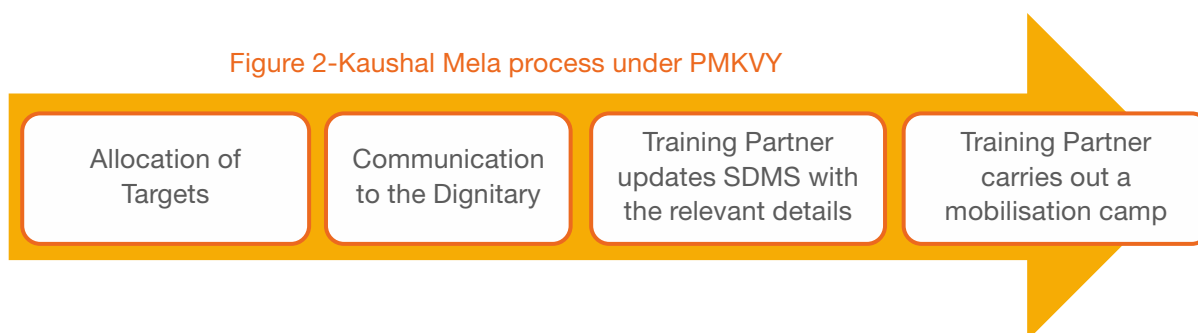 Figure 2-Kaushal Mela process under PMKVY
Allocation of
Targets
Communication
to the Dignitary
Training Partner
updates SDMS with
the relevant details
Training Partner
carries out a
mobilisation camp